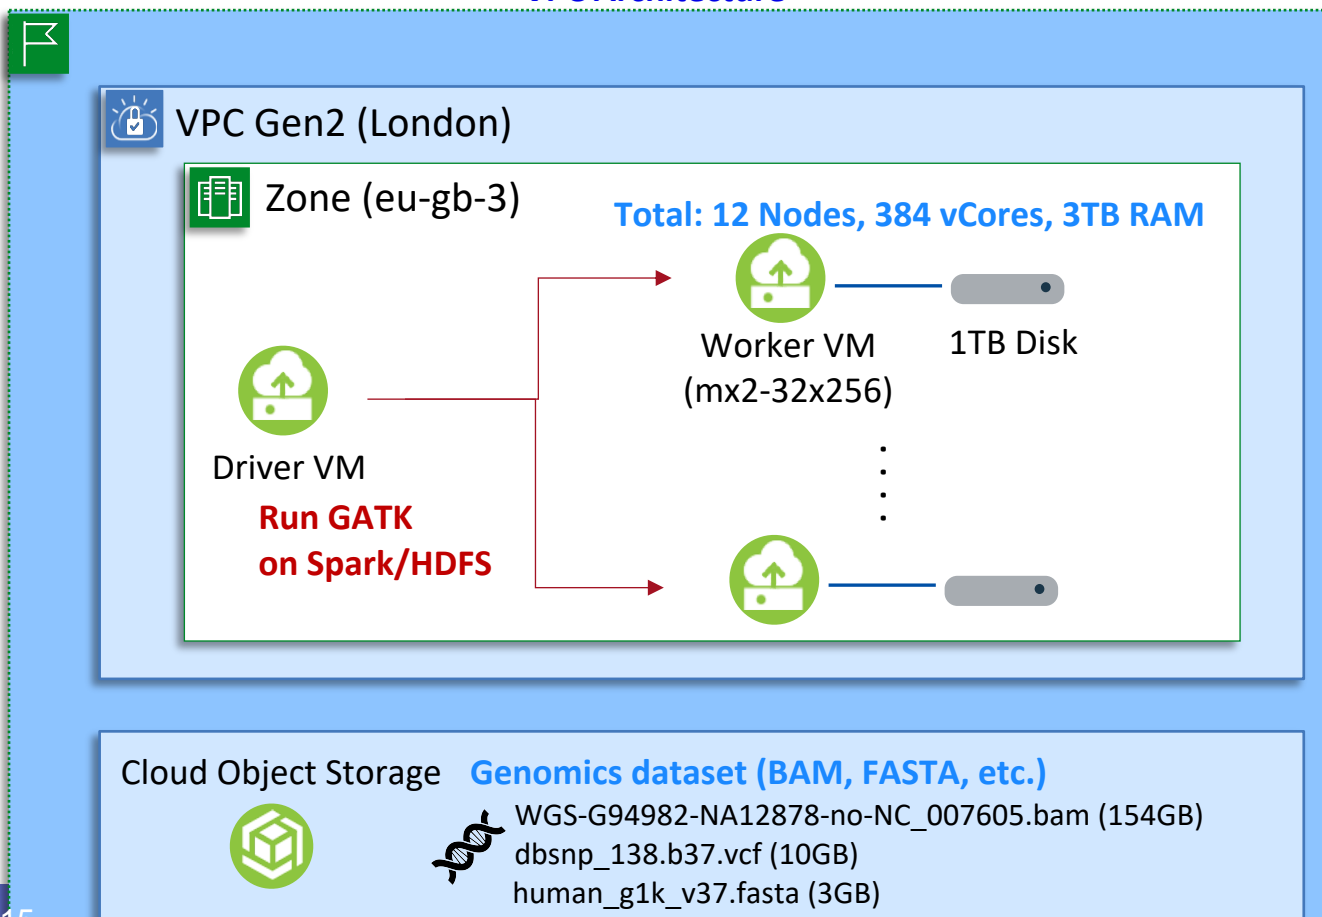 VPC Gen2 (London)
Zone (eu-gb-3)
Total: 12 Nodes, 384 vCores, 3TB RAM
Worker VM
(mx2-32x256)
1TB Disk
Driver VM
Run GATK
on Spark/HDFS
Cloud Object Storage
Genomics dataset (BAM, FASTA, etc.)
WGS-G94982-NA12878-no-NC_007605.bam (154GB)
dbsnp_138.b37.vcf (10GB)
human_g1k_v37.fasta (3GB)